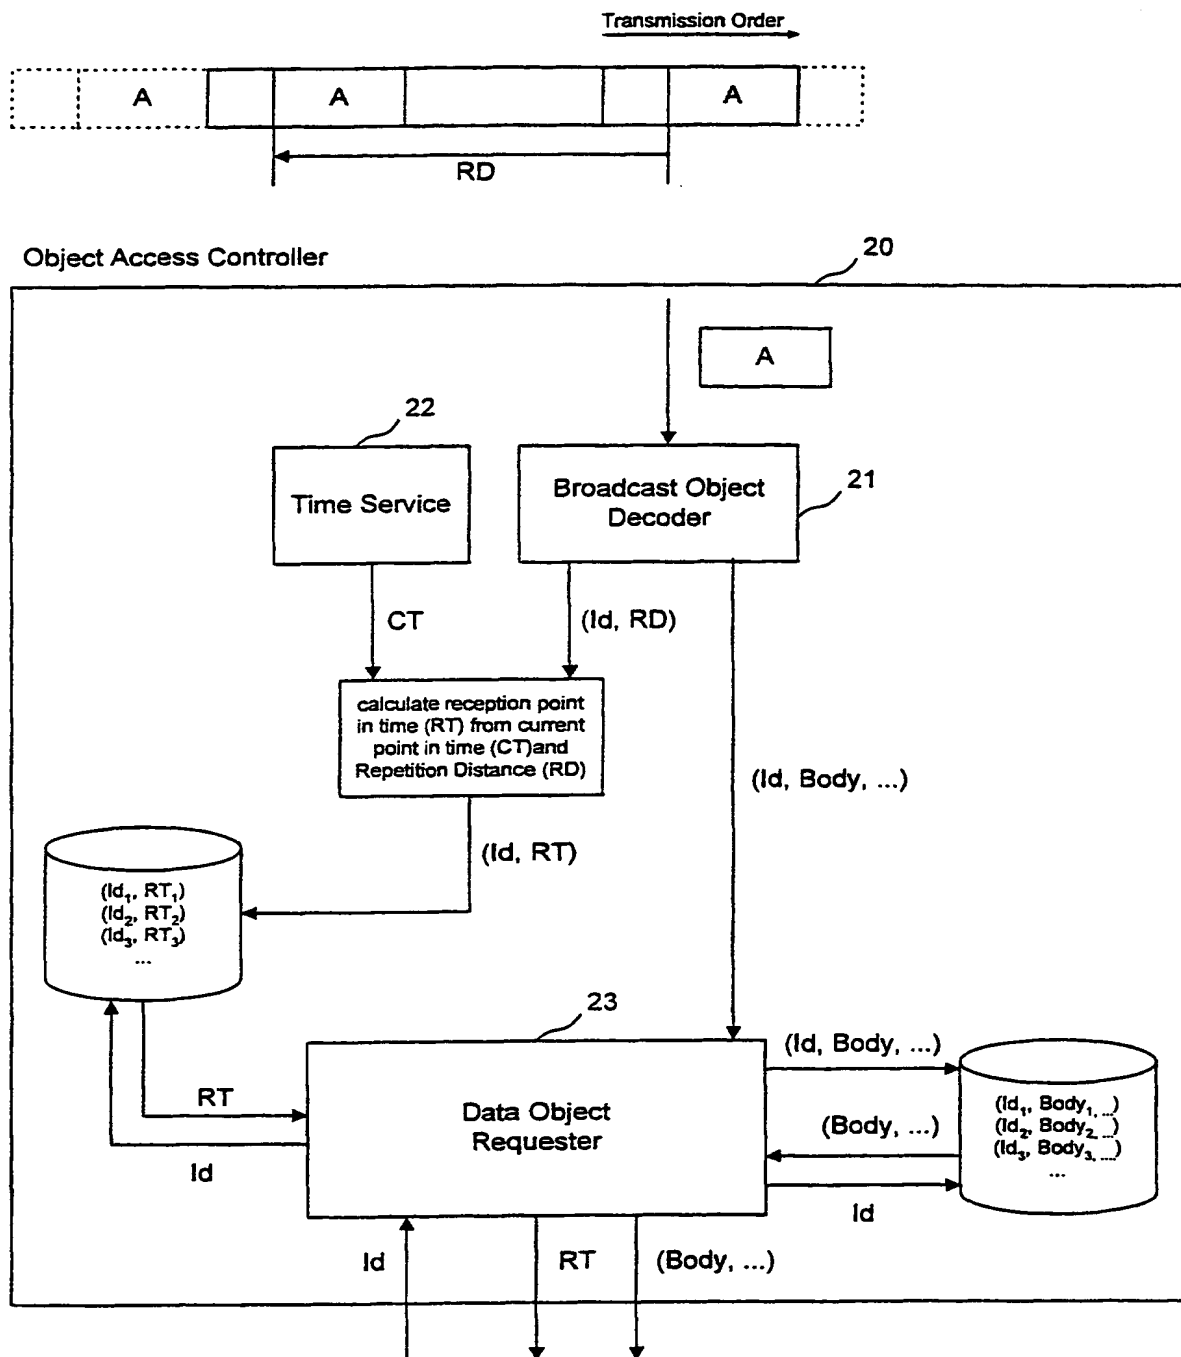 Transmission Order
A
A
A
RD
Object Access Controller
20
A
22
Time Service
Broadcast Object
Decoder
21
CT
(Id, RD)
calculate reception point
in time (RT) from current
point in time (CT)and
Repetition Distance (RD)
(Id, Body, ...)
(Id, RT)
(Id1, RT1)
(Id2, RT2)
(Id3, RT3)
...
23
RT
Id
Data Object
Requester
(Id, Body, ...)
(Body, ...)
Id
(Id1, Body1, ...)
(Id2, Body2, ...)
(Id3, Body3, ...)
...
Id
RT
(Body, ...)